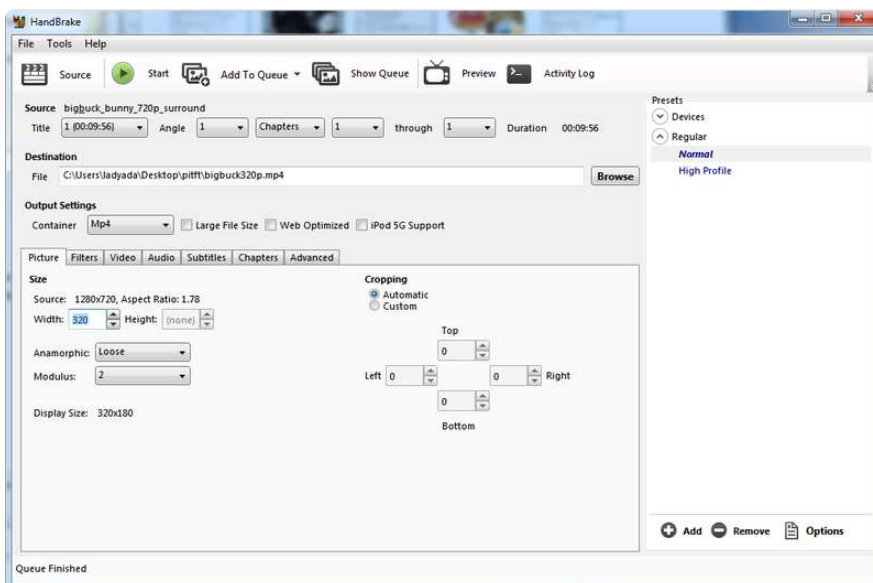 HandBrake
File Tools Help
Source Start Add To Queue Show Queue Preview Activity Log
Source bigbuck_bunny_720p_surround
Title 1 (00:09:56) Angle 1 Chapters 1 through 1 Duration 00:09:56
Destination
File C:\Users\ladyada\Desktop\pitft\bigbuck320p.mp4 Browse
Output Settings
Container Mp4 Large File Size Web Optimized iPod 5G Support
Picture Filters Video Audio Subtitles Chapters Advanced
Size
Source: 1280x720, Aspect Ratio: 1.78
Width: 320 Height: (none)
Anamorphic: Loose
Modulus: 2
Display Size: 320x180
Cropping
Automatic
Custom
Top
0
Left 0 0 Right
0
Bottom
Presets
Devices
Regular
Normal
High Profile
Add Remove Options
Queue Finished